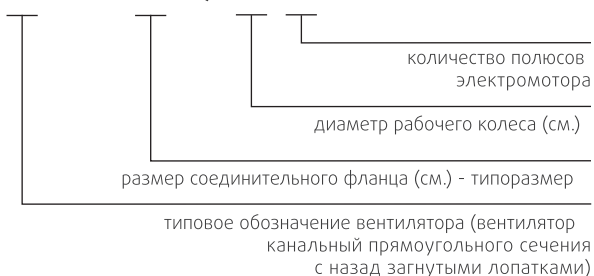 количество полюсов
электромотора
диаметр рабочего колеса (см.)
размер соединительного фланца (см.) - типоразмер
типовое обозначение вентилятора (вентилятор
канальный прямоугольного сечения
с назад загнутыми лопатками)